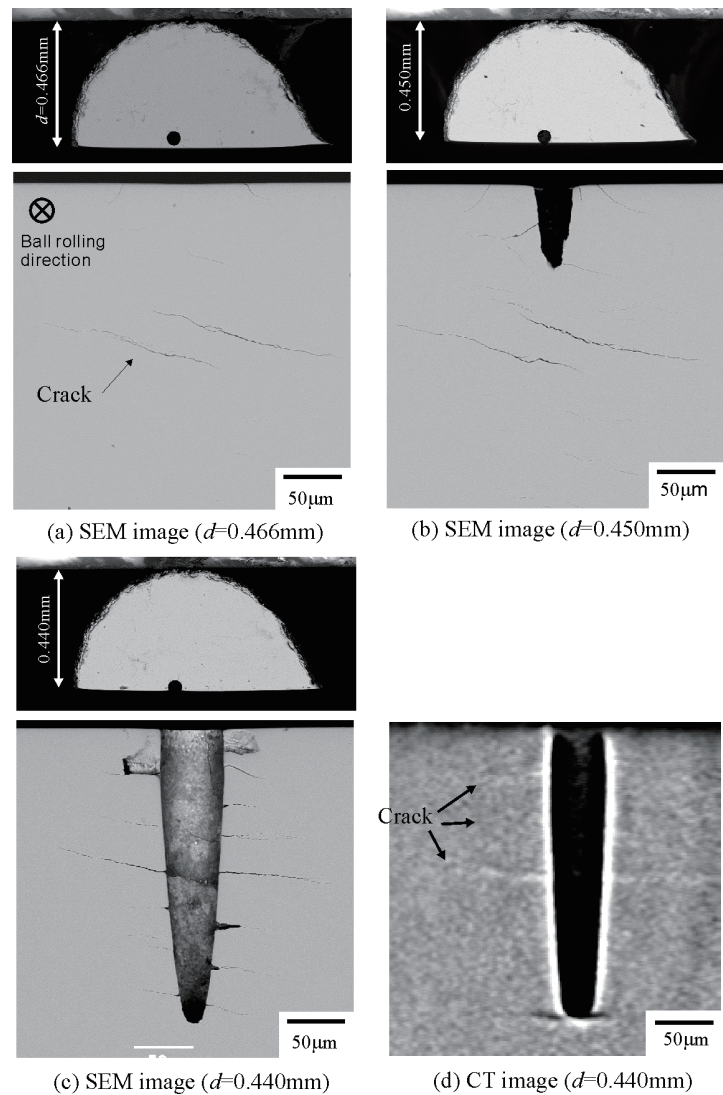 d=0.466mm
0.450mm
Ball rolling
direction
Crack
50μm
50μm
(a) SEM image (d=0.466mm)
(b) SEM image (d=0.450mm)
0.440mm
Crack
50μm
50μm
(c) SEM image (d=0.440mm)
(d) CT image (d=0.440mm)